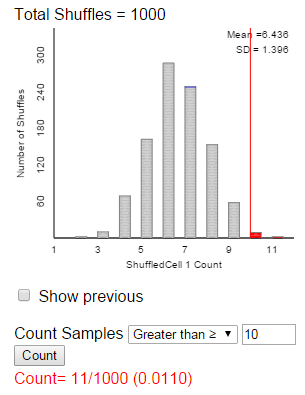 Total Shuffles = 1000
Mean =6.436
SD = 1.396
Number of Shuffles
300
240
180
120
60
1 3 5 7 9 11
ShuffledCell 1 Count
Show previous
Count Samples Greater than ≥ ▼ 10
Count
Count= 11/1000 (0.0110)